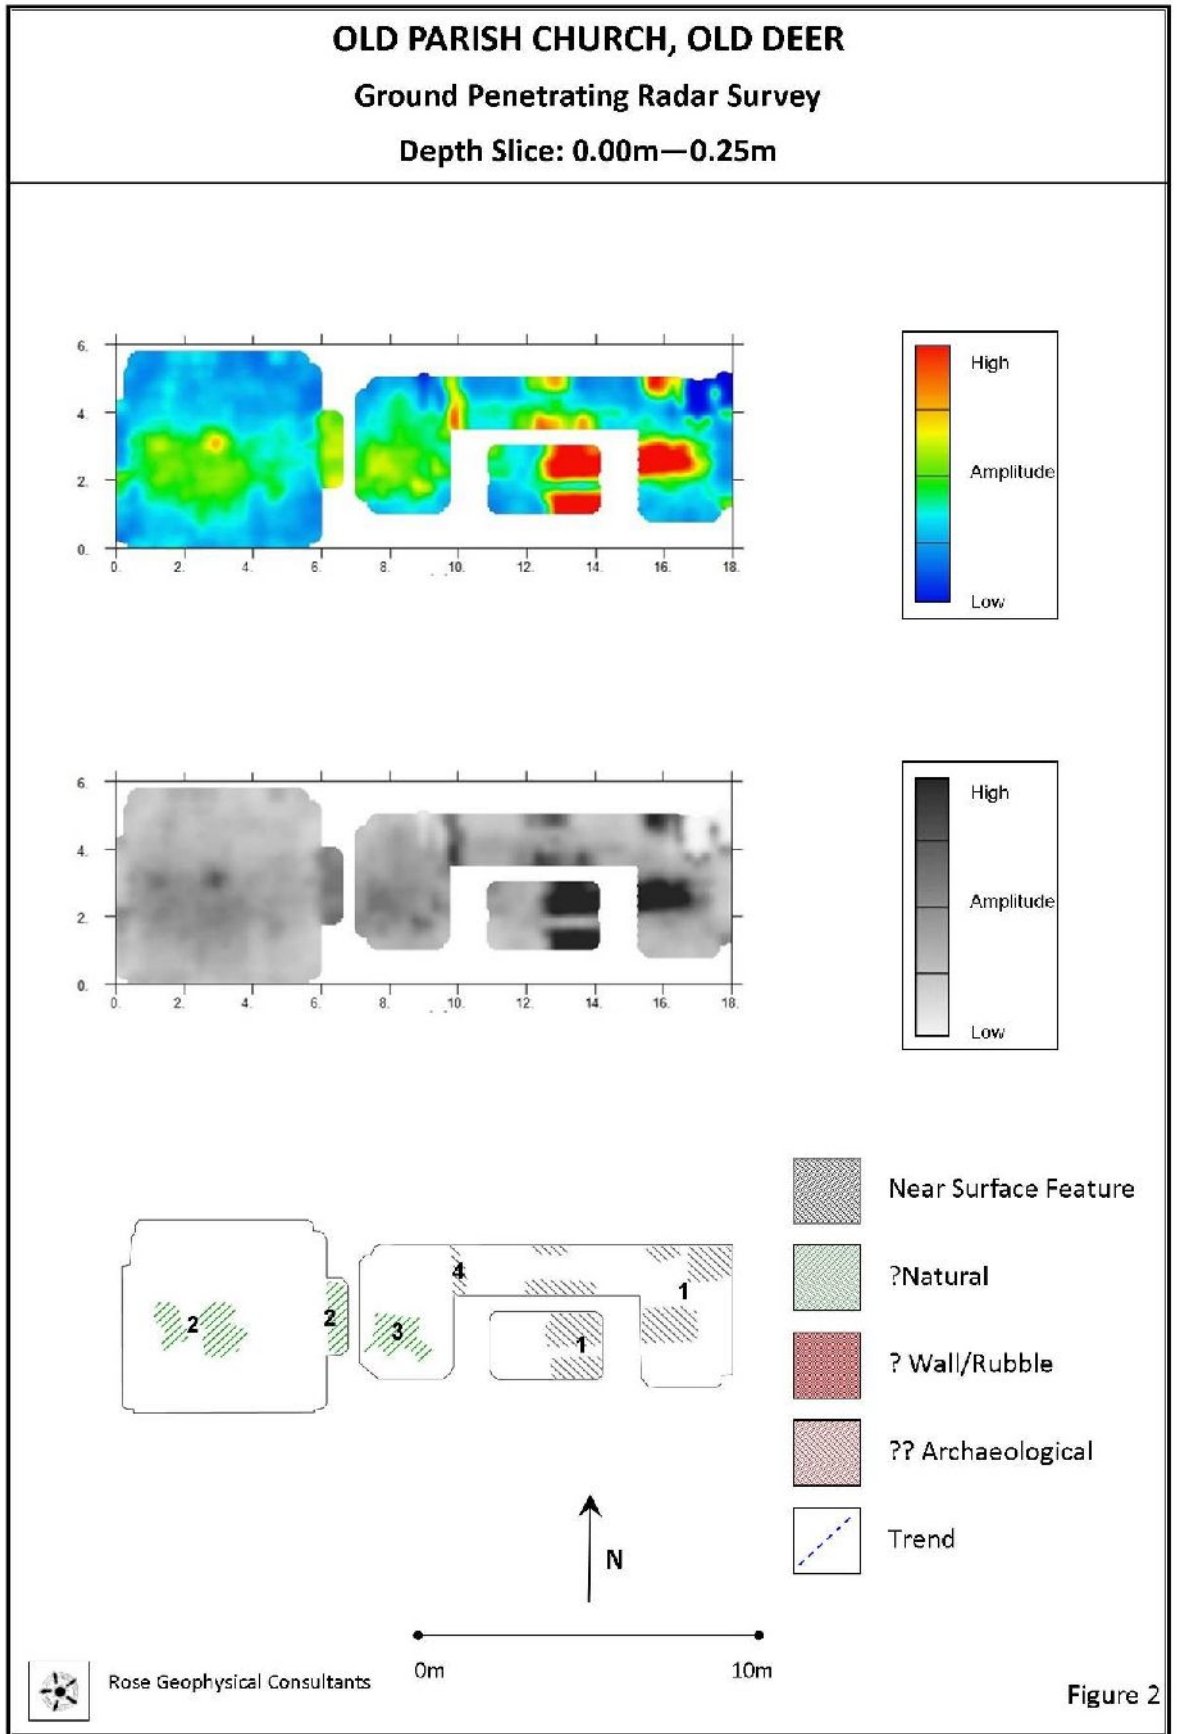 OLD PARISH CHURCH, OLD DEER
Ground Penetrating Radar Survey
Depth Slice: 0.00m—0.25m
6.
4.
2.
0.
0. 2. 4. 6. 8. 10. 12. 14. 16. 18.
High
Amplitude
Low
6.
4.
2.
0.
0. 2. 4. 6. 8. 10. 12. 14. 16. 18.
High
Amplitude
Low
2 2 3 4 1 1
Near Surface Feature
?Natural
? Wall/Rubble
?? Archaeological
Trend
N
0m 10m
Rose Geophysical Consultants
Figure 2